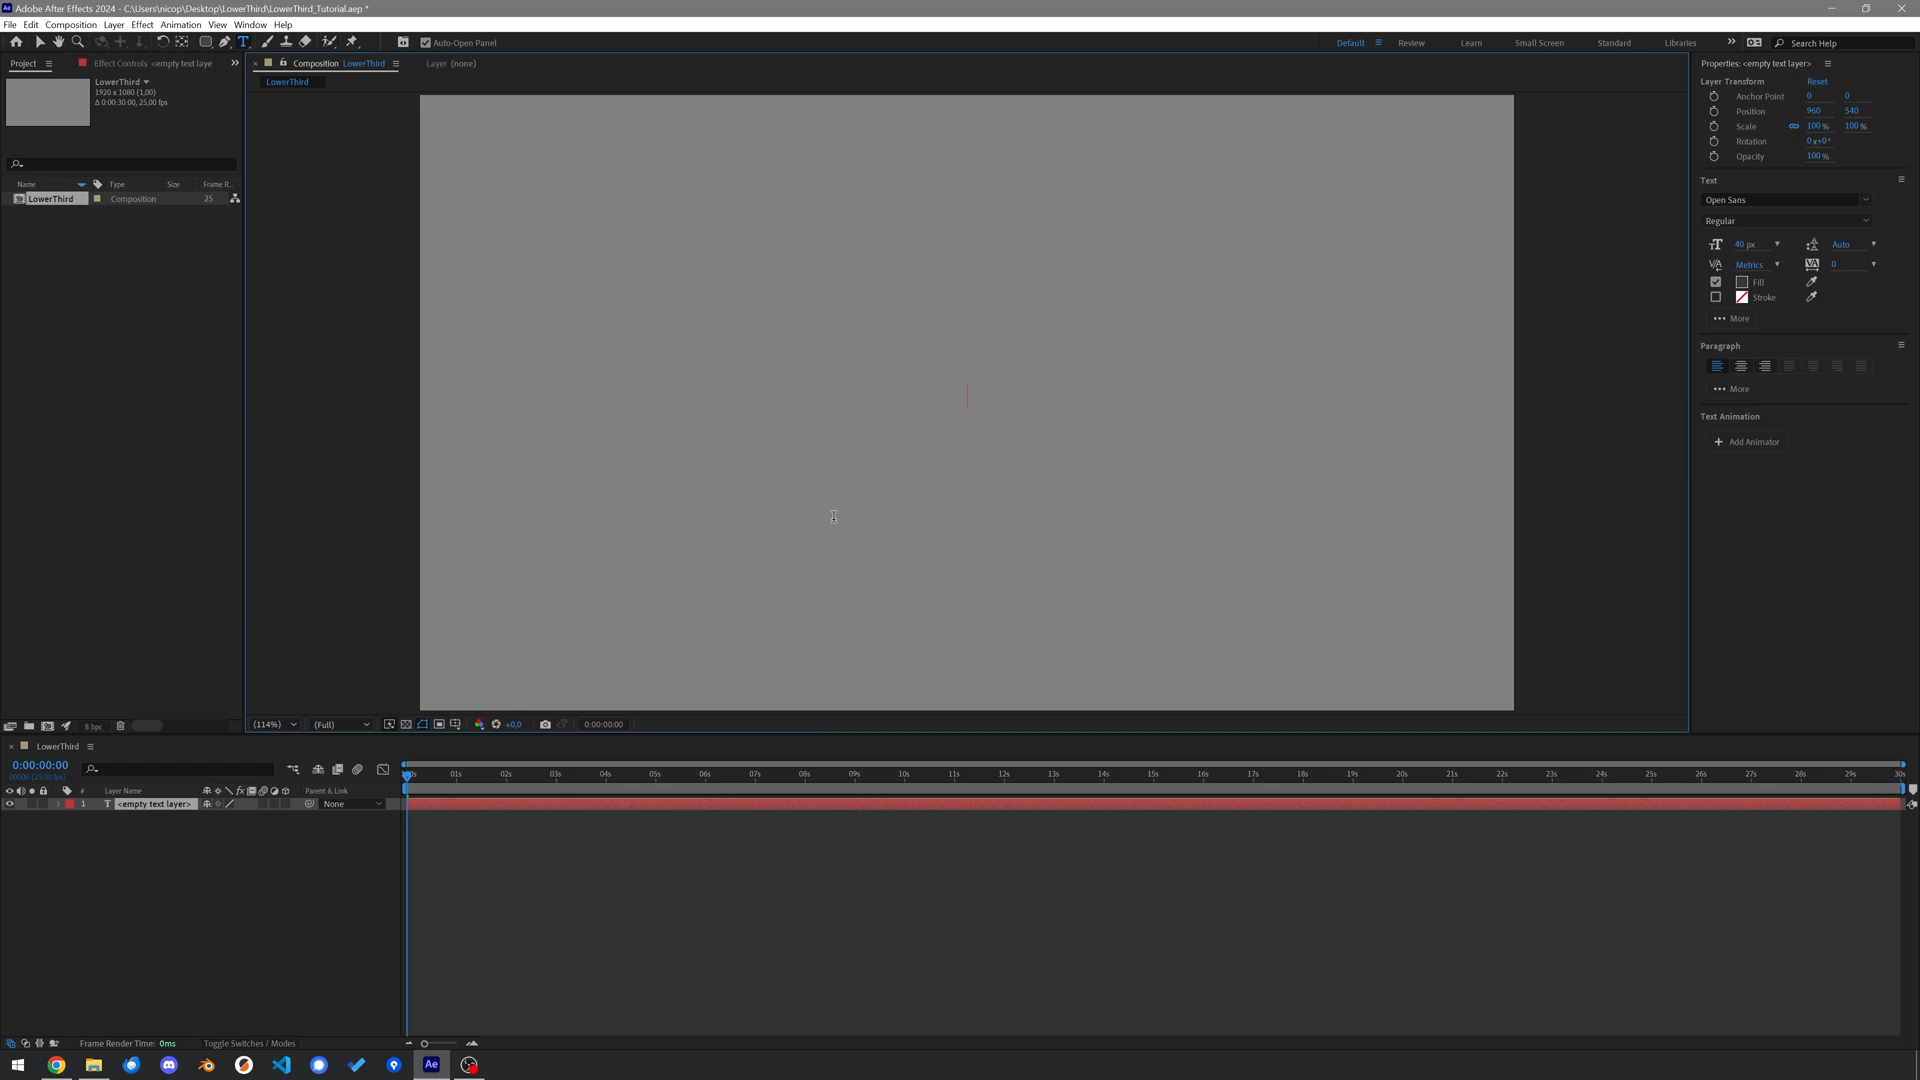 Adobe After Effects 2024 - C:\Users\nicop\Desktop\LowerThird\LowerThird_Tutorial.aep *
File Edit Composition Layer Effect Animation View Window Help
Auto-Open Panel
Default Review Learn Small Screen Standard Libraries Search Help
Project Effect Controls <empty text laye
Composition LowerThird Layer (none)
LowerThird
LowerThird
1920 x 1080 (1,00)
Δ 0:00:30:00, 25,00 fps
Name Type Size Frame R...
LowerThird Composition 25
Properties: <empty text layer>
Layer Transform Reset
Anchor Point 0 0
Position 960 540
Scale 100 % 100 %
Rotation 0x+0°
Opacity 100 %
Text
Open Sans
Regular
40 px Auto
Metrics 0
Fill
Stroke
More
Paragraph
More
Text Animation
Add Animator
8 bpc
(114%) (Full) +0,0 0:00:00:00
LowerThird
0:00:00:00
00000 (25.00 fps)
01s 02s 03s 04s 05s 06s 07s 08s 09s 10s 11s 12s 13s 14s 15s 16s 17s 18s 19s 20s 21s 22s 23s 24s 25s 26s 27s 28s 29s 30s
# Layer Name Parent & Link
1 T <empty text layer> None
Frame Render Time: 0ms Toggle Switches / Modes
Ae